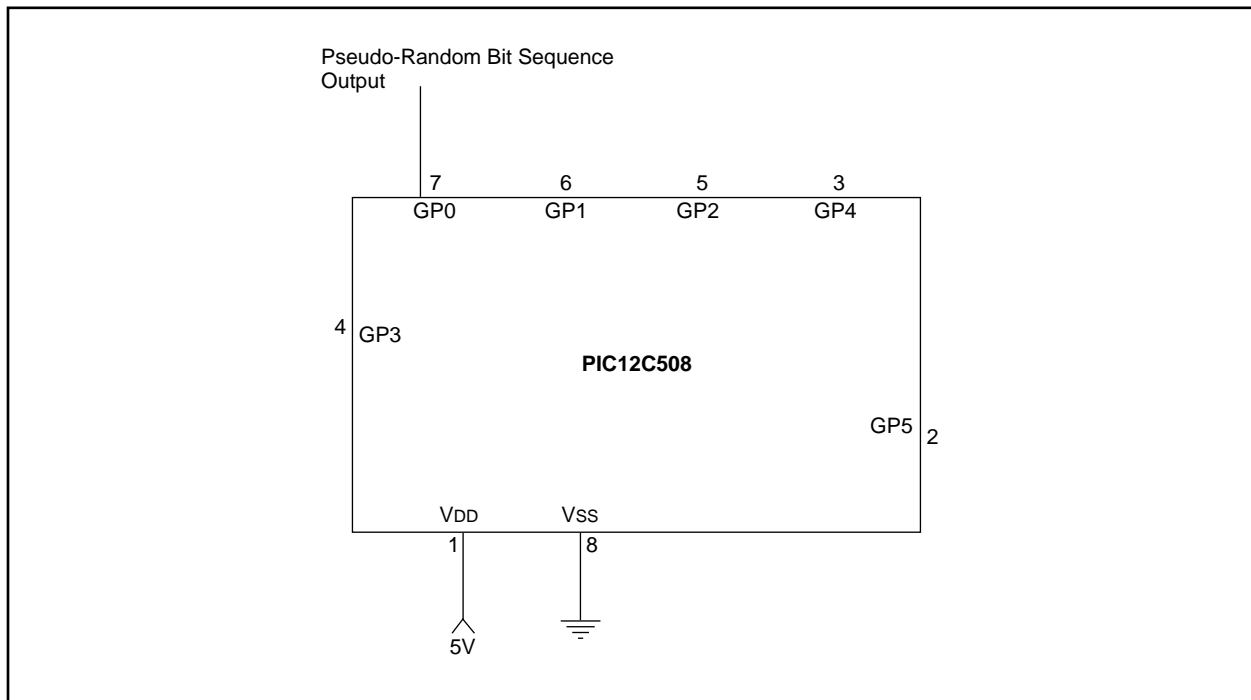 Pseudo-Random Bit Sequence
Output
7 6 5 3
GP0 GP1 GP2 GP4
4 GP3
PIC12C508
GP5 2
VDD VSS
1 8
5V